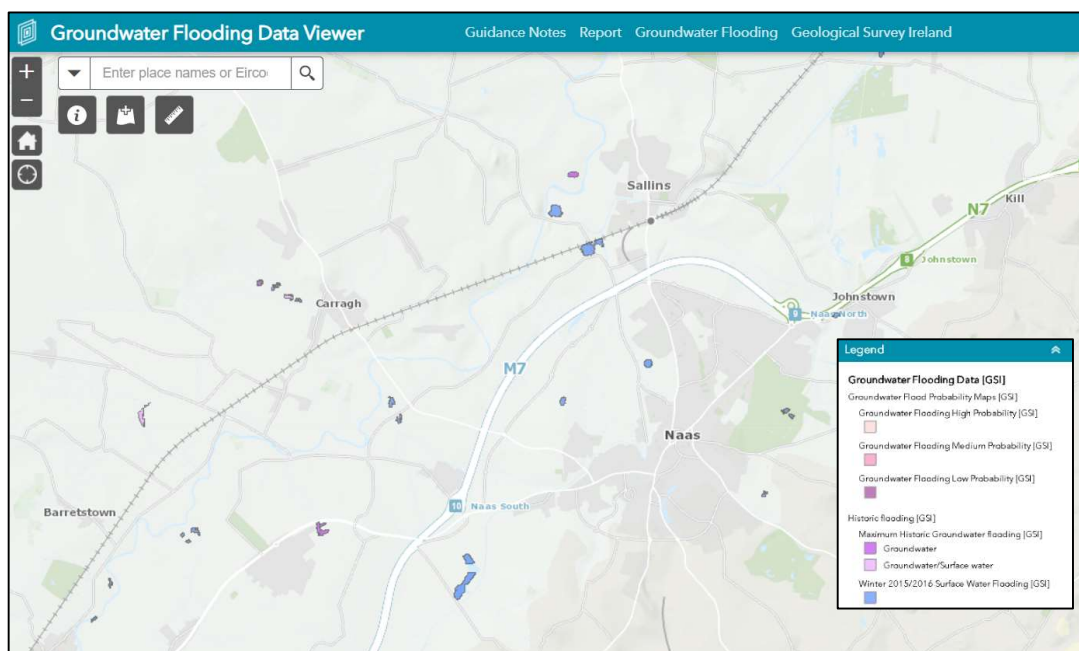 Groundwater Flooding Data Viewer
Guidance Notes Report Groundwater Flooding Geological Survey Ireland
+
Enter place names or Eirco
−
Sallins
N7
Kill
8 Johnstown
Carragh
Johnstown
9 Naas North
M7
Naas
10 Naas South
Barretstown
Legend
Groundwater Flooding Data [GSI]
Groundwater Flood Probability Maps [GSI]
Groundwater Flooding High Probability [GSI]
Groundwater Flooding Medium Probability [GSI]
Groundwater Flooding Low Probability [GSI]
Historic flooding [GSI]
Maximum Historic Groundwater flooding [GSI]
Groundwater
Groundwater/Surface water
Winter 2015/2016 Surface Water Flooding [GSI]